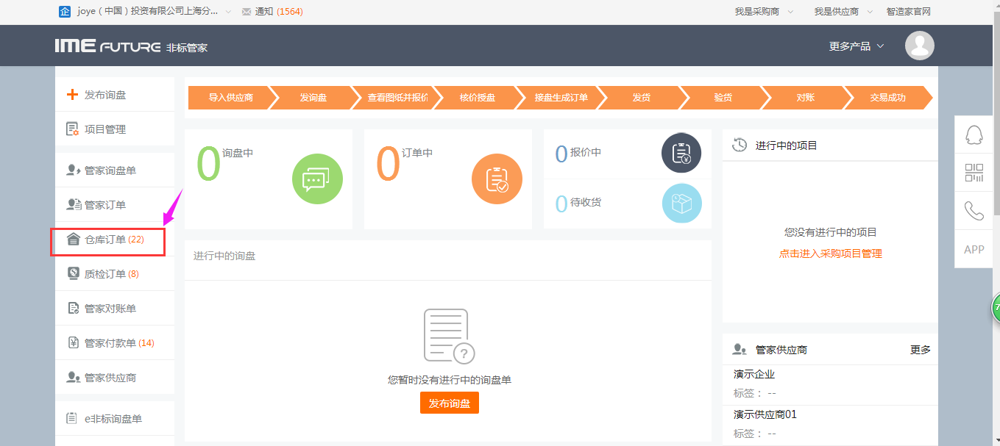 企 joye（中国）投资有限公司上海分... 通知 (1564) 我是采购商 我是供应商 智造家官网
IME FUTURE 非标管家 更多产品
发布询盘
项目管理
管家询盘单
管家订单
仓库订单 (22)
质检订单 (8)
管家对账单
管家付款单 (14)
管家供应商
e非标询盘单
导入供应商 发询盘 查看图纸并报价 核价授盘 接盘生成订单 发货 验货 对账 交易成功
0 询盘中
0 订单中
0 报价中
0 待收货
进行中的询盘
您暂时没有进行中的询盘单
发布询盘
进行中的项目
您没有进行中的项目
点击进入采购项目管理
管家供应商 更多
演示企业
标签： --
演示供应商01
标签： --
APP